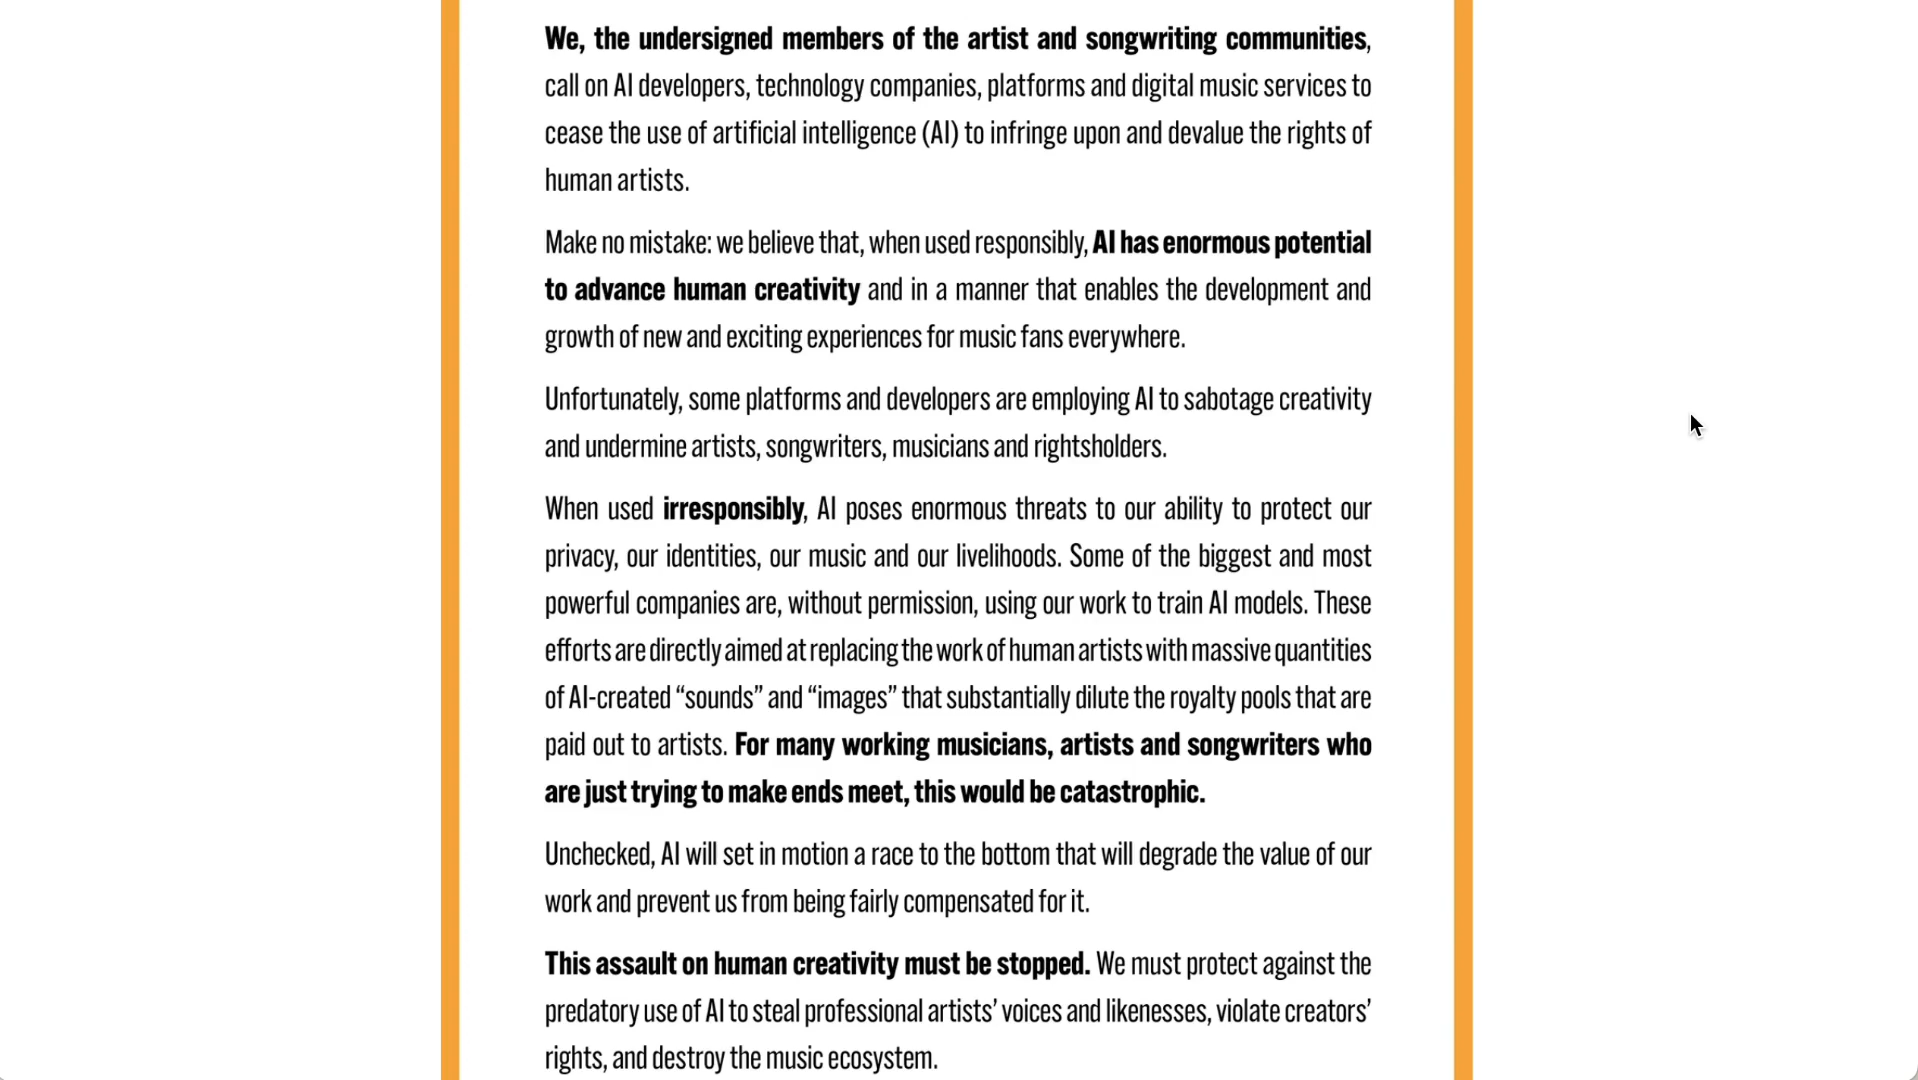 We, the undersigned members of the artist and songwriting communities,
call on AI developers, technology companies, platforms and digital music services to
cease the use of artificial intelligence (AI) to infringe upon and devalue the rights of
human artists.
Make no mistake: we believe that, when used responsibly, AI has enormous potential
to advance human creativity and in a manner that enables the development and
growth of new and exciting experiences for music fans everywhere.
Unfortunately, some platforms and developers are employing AI to sabotage creativity
and undermine artists, songwriters, musicians and rightsholders.
When used irresponsibly, AI poses enormous threats to our ability to protect our
privacy, our identities, our music and our livelihoods. Some of the biggest and most
powerful companies are, without permission, using our work to train AI models. These
efforts are directly aimed at replacing the work of human artists with massive quantities
of AI-created “sounds” and “images” that substantially dilute the royalty pools that are
paid out to artists. For many working musicians, artists and songwriters who
are just trying to make ends meet, this would be catastrophic.
Unchecked, AI will set in motion a race to the bottom that will degrade the value of our
work and prevent us from being fairly compensated for it.
This assault on human creativity must be stopped. We must protect against the
predatory use of AI to steal professional artists’ voices and likenesses, violate creators’
rights, and destroy the music ecosystem.